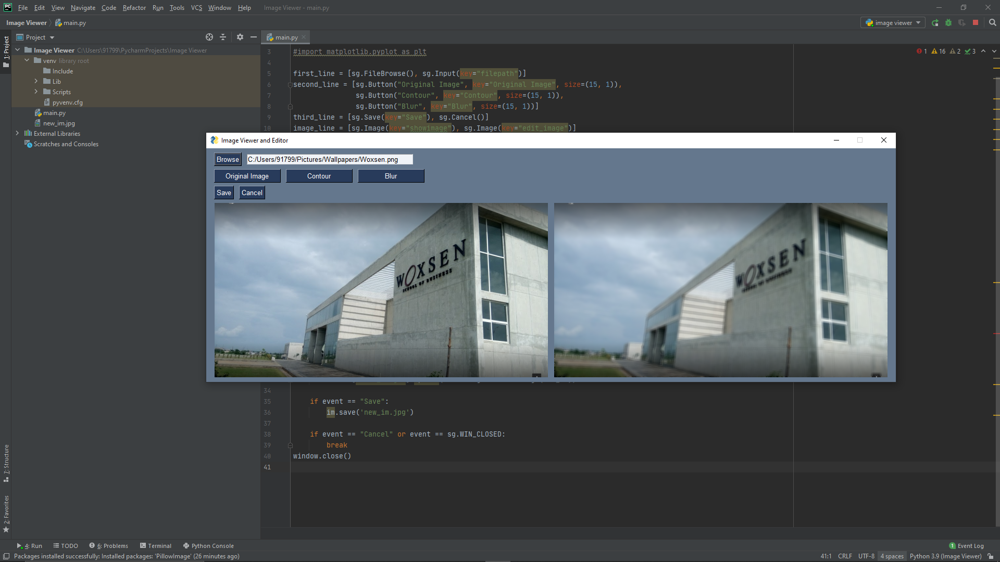 PC File Edit View Navigate Code Refactor Run Tools VCS Window Help Image Viewer - main.py
Image Viewer main.py image viewer
1: Project
Project
main.py
Image Viewer C:\Users\91799\PycharmProjects\Image Viewer
venv library root
Include
Lib
Scripts
pyvenv.cfg
main.py
new_im.jpg
External Libraries
Scratches and Consoles
1 16 2 3
3 #import matplotlib.pyplot as plt
4
5 first_line = [sg.FileBrowse(), sg.Input(key="filepath")]
6 second_line = [sg.Button("Original Image", key="Original Image", size=(15, 1)),
7 sg.Button("Contour", key="Contour", size=(15, 1)),
8 sg.Button("Blur", key="Blur", size=(15, 1))]
9 third_line = [sg.Save(key="Save"), sg.Cancel()]
10 image_line = [sg.Image(key="showimage"), sg.Image(key="edit_image")]
Image Viewer and Editor
Browse C:/Users/91799/Pictures/Wallpapers/Woxsen.png
Original Image Contour Blur
Save Cancel
WOXSEN
SCHOOL OF BUSINESS
WOXSEN
SCHOOL OF BUSINESS
34
35 if event == "Save":
36 im.save('new_im.jpg')
37
38 if event == "Cancel" or event == sg.WIN_CLOSED:
39 break
40 window.close()
41
7: Structure
2: Favorites
4: Run TODO 6: Problems Terminal Python Console 1 Event Log
Packages installed successfully: Installed packages: 'PillowImage' (26 minutes ago) 41:1 CRLF UTF-8 4 spaces Python 3.9 (Image Viewer)